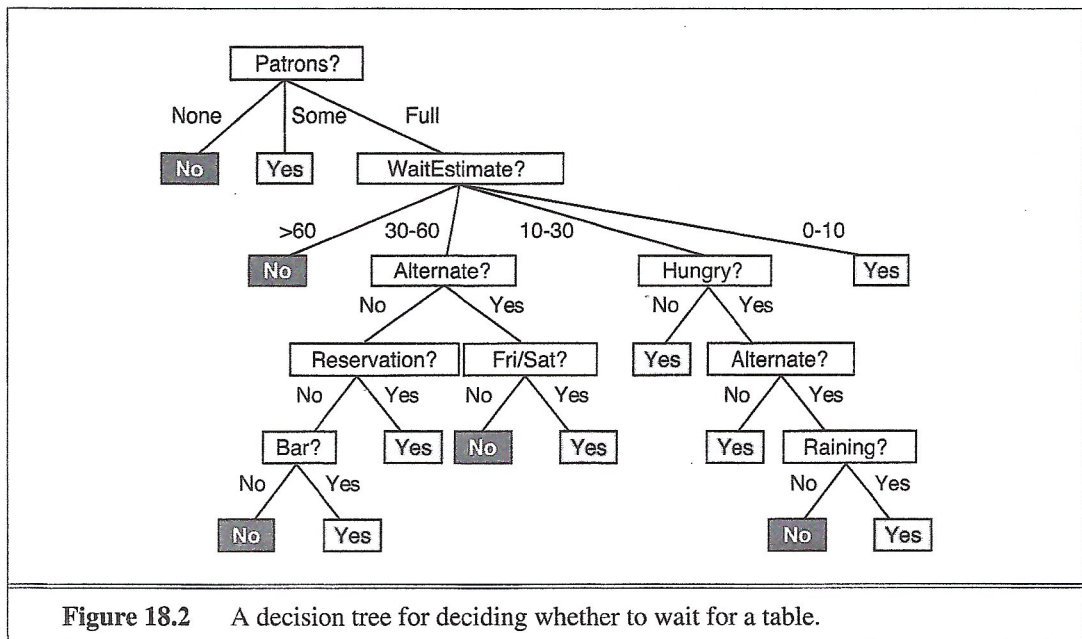 Patrons?
None Some Full
No Yes WaitEstimate?
>60 30-60 10-30 0-10
No Alternate? Hungry? Yes
No Yes No Yes
Reservation? Fri/Sat? Yes Alternate?
No Yes No Yes No Yes
Bar? Yes No Yes Yes Raining?
No Yes No Yes
No Yes No Yes
Figure 18.2 A decision tree for deciding whether to wait for a table.